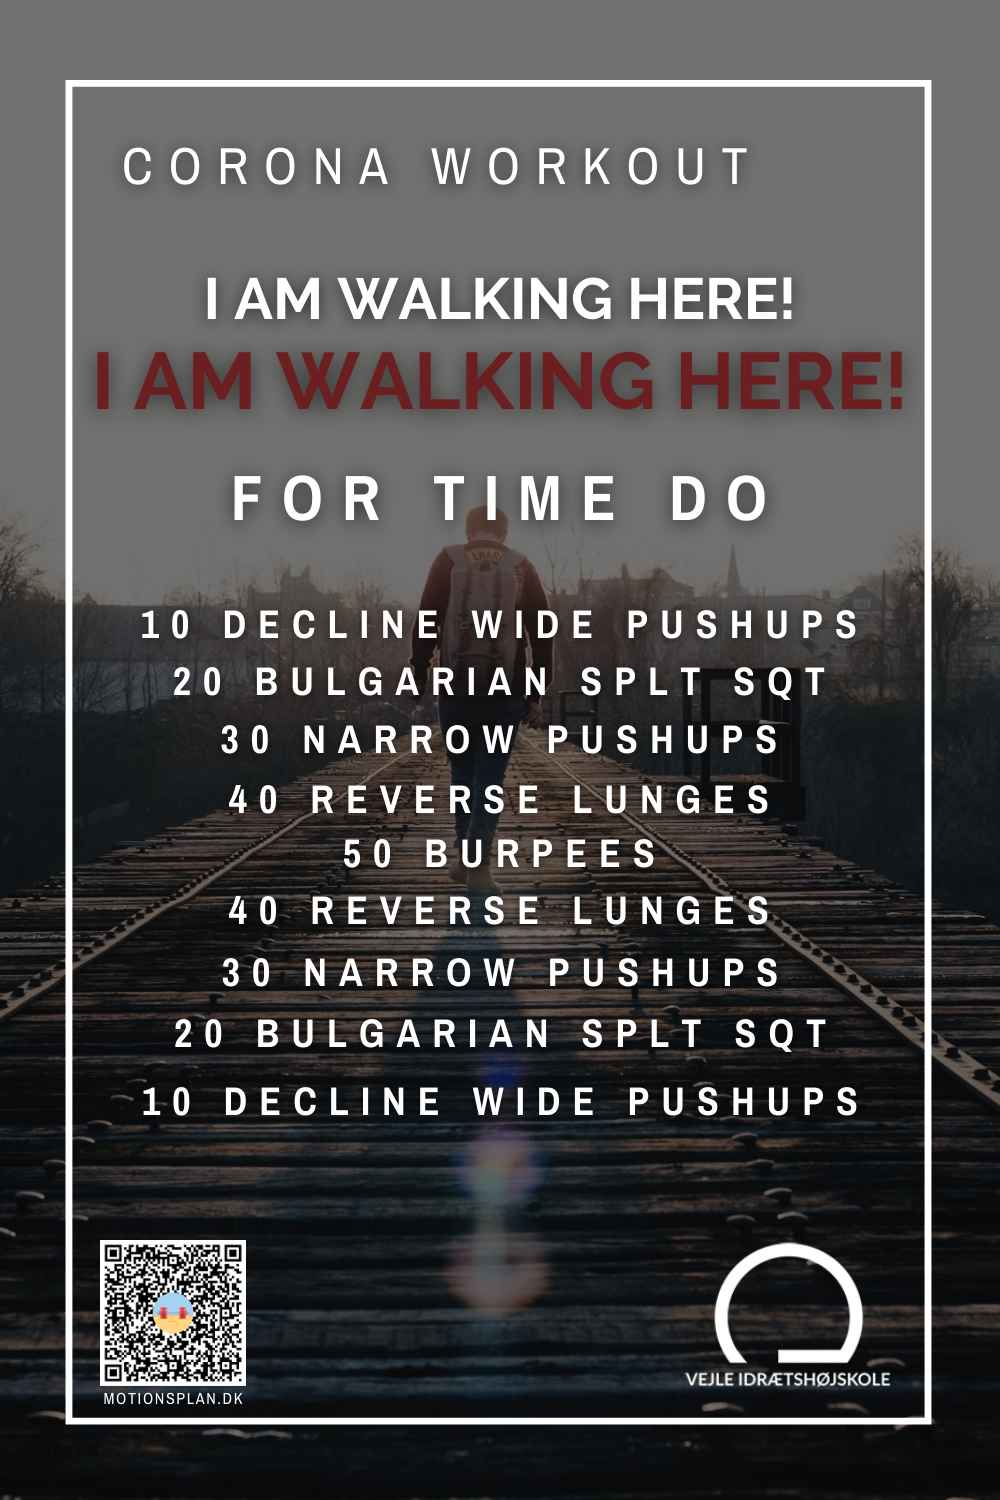 CORONA WORKOUT
I AM WALKING HERE!
I AM WALKING HERE!
FOR TIME DO
10 DECLINE WIDE PUSHUPS
20 BULGARIAN SPLT SQT
30 NARROW PUSHUPS
40 REVERSE LUNGES
50 BURPEES
40 REVERSE LUNGES
30 NARROW PUSHUPS
20 BULGARIAN SPLT SQT
10 DECLINE WIDE PUSHUPS
MOTIONSPLAN.DK
VEJLE IDRÆTSHØJSKOLE